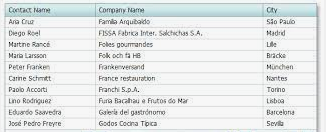 Contact Name Company Name City
Ana Cruz Familia Arquibaldo São Paulo
Diego Roel FISSA Fabrica Inter. Salchichas S.A. Madrid
Martine Rancé Folies gourmandes Lille
Maria Larsson Folk och fä HB Bräcke
Peter Franken Frankenversand München
Carine Schmitt France restauration Nantes
Paolo Accorti Franchi S.p.A. Torino
Lino Rodriguez Furia Bacalhau e Frutos do Mar Lisboa
Eduardo Saavedra Galería del gastrónomo Barcelona
José Pedro Freyre Godos Cocina Típica Sevilla